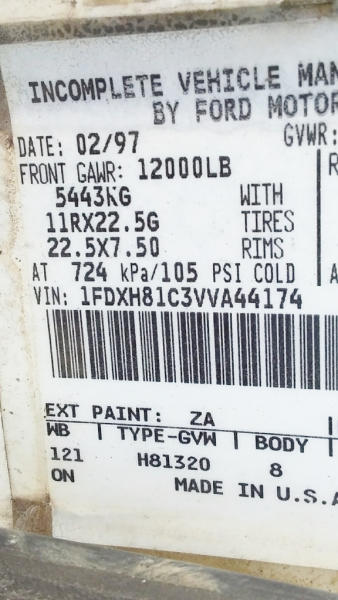 INCOMPLETE VEHICLE MAN
BY FORD MOTOR
DATE: 02/97 GVWR:
FRONT GAWR: 12000LB
5443KG WITH
11RX22.5G TIRES
22.5X7.50 RIMS
AT 724 kPa/105 PSI COLD A
VIN: 1FDXH81C3VVA44174
EXT PAINT: ZA
WB | TYPE-GVW | BODY |
121 H81320 8
ON
MADE IN U.S.A